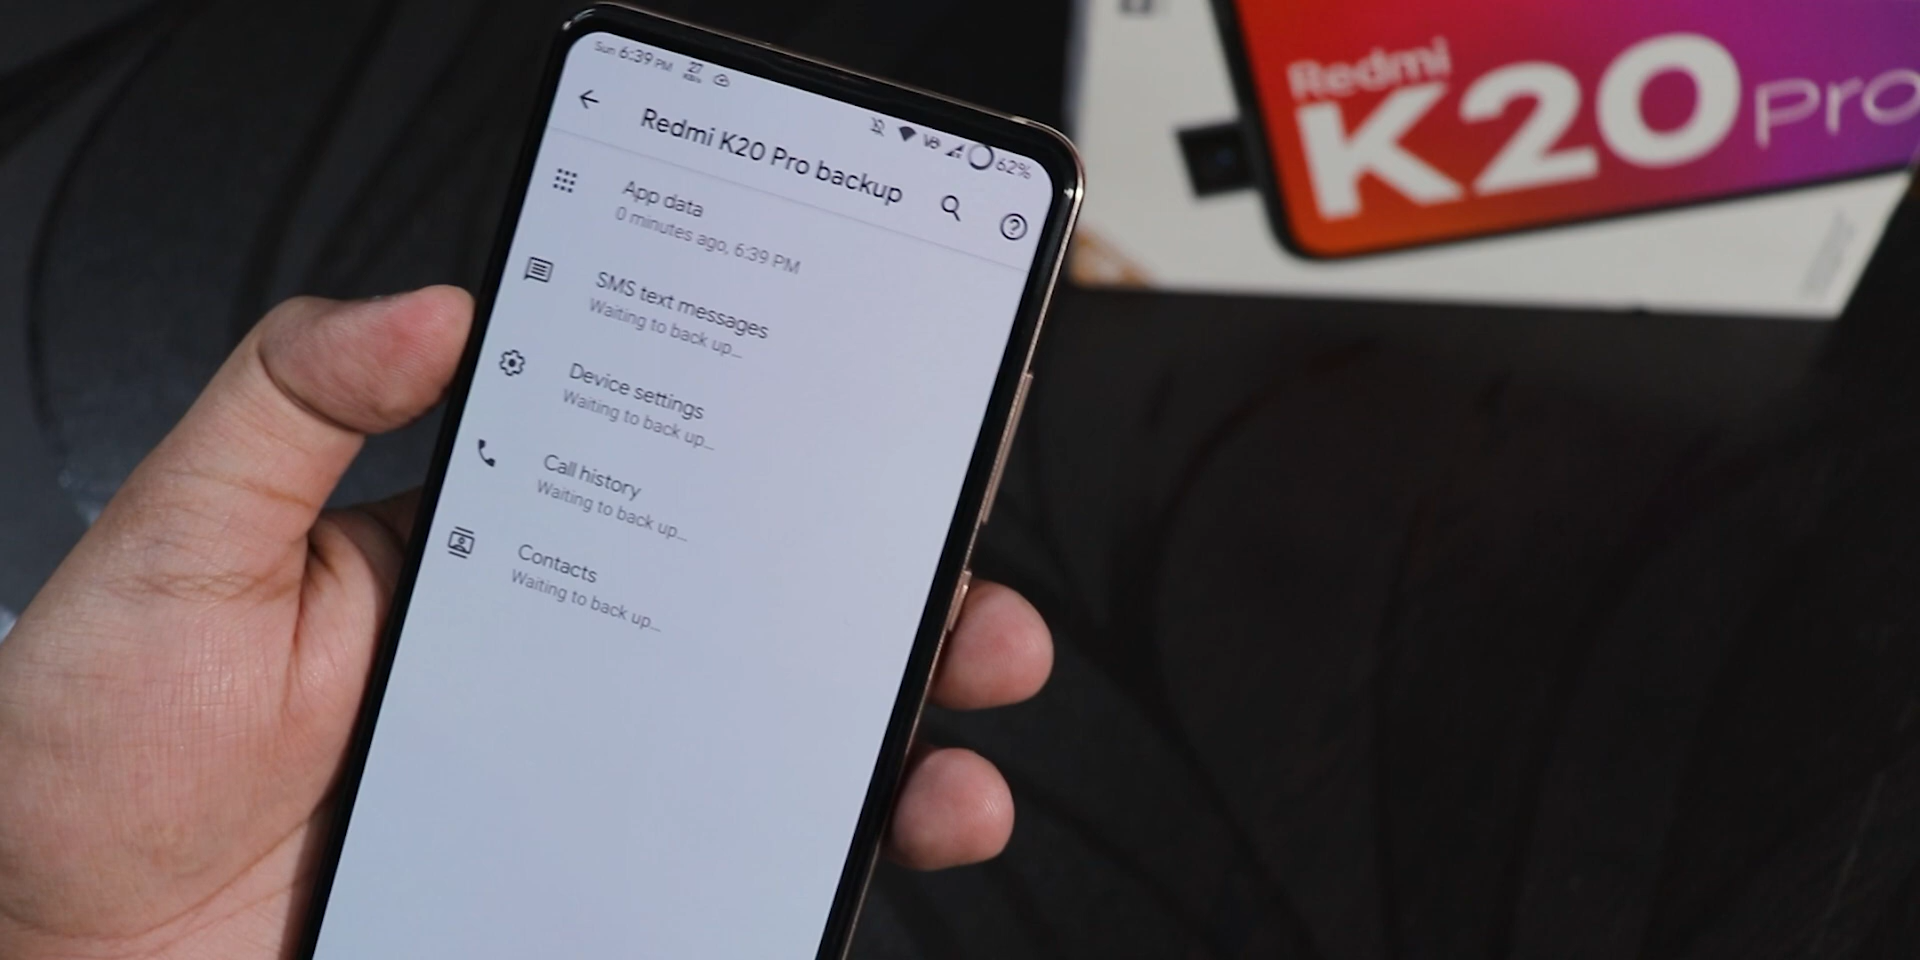 Sun 6:39 PM 27 KB/s 62%
Redmi K20 Pro backup
App data
0 minutes ago, 6:39 PM
SMS text messages
Waiting to back up...
Device settings
Waiting to back up...
Call history
Waiting to back up...
Contacts
Waiting to back up...
Redmi
K20 Pro